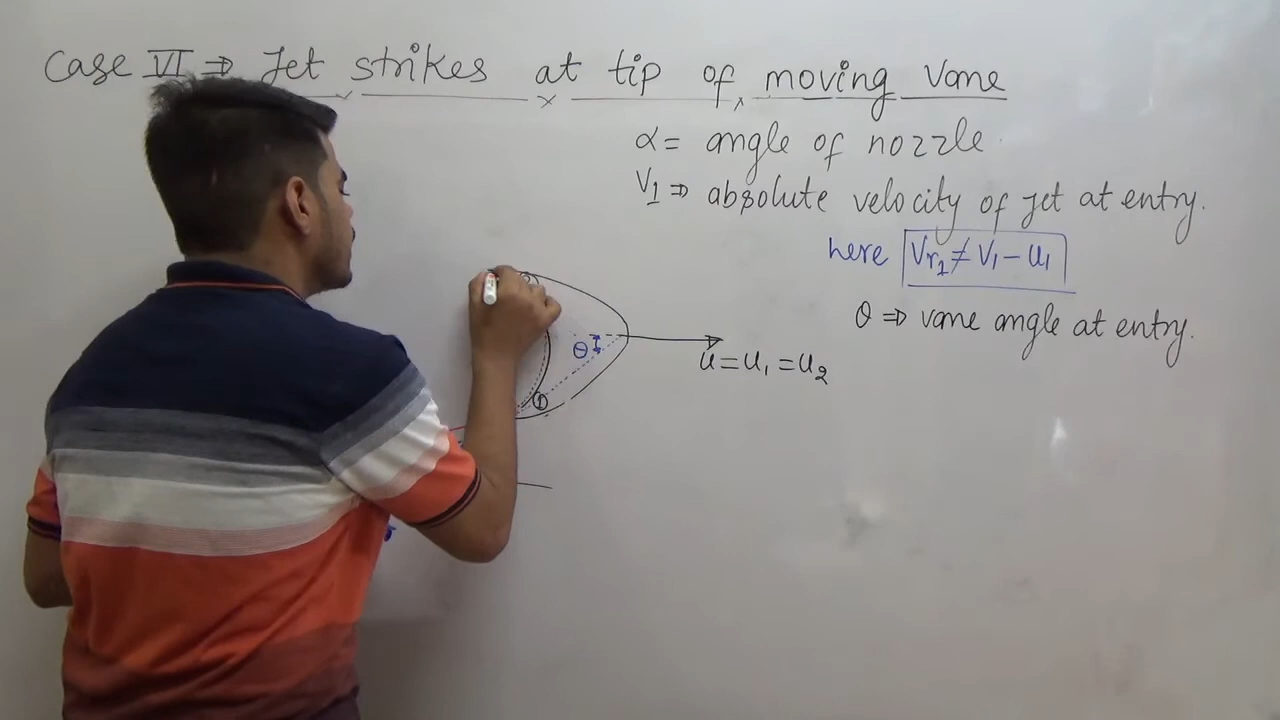 Case VI ⇒ Jet strikes at tip of moving vane
α = angle of nozzle
V1 ⇒ absolute velocity of jet at entry.
here Vr1 ≠ V1 − u1
θ ⇒ vane angle at entry.
θ
u = u1 = u2
1